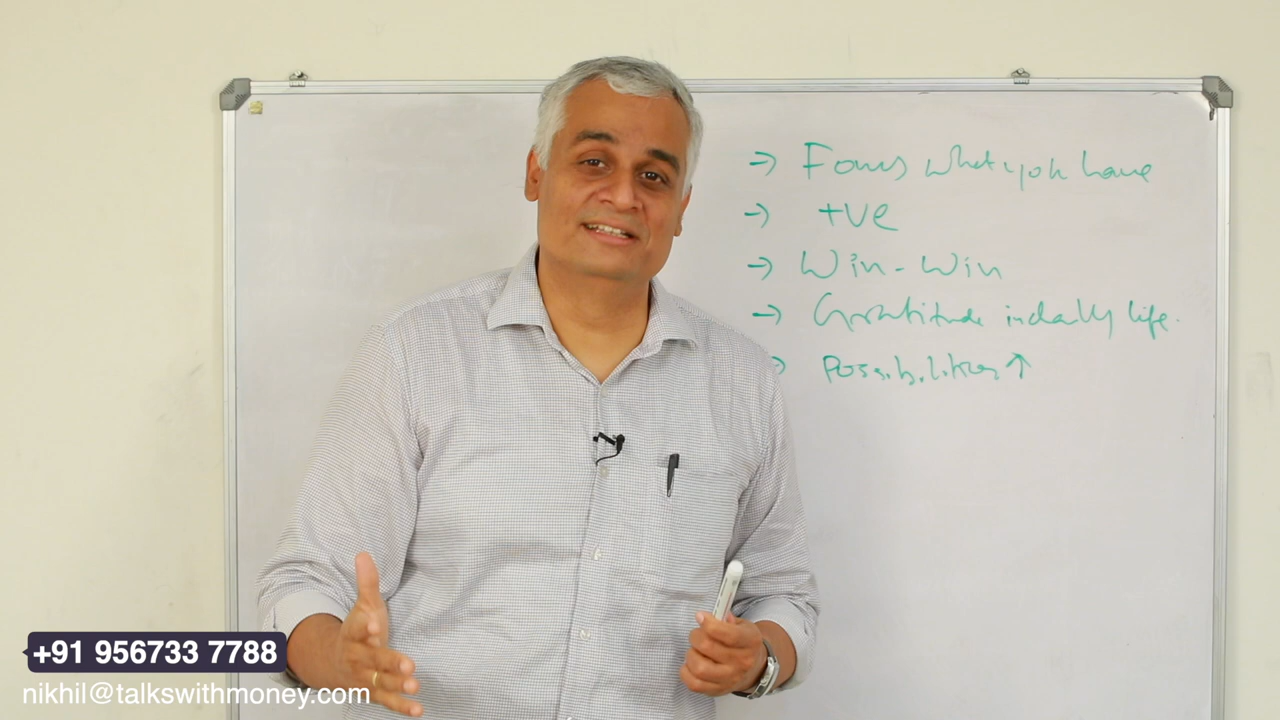 → Focus what you have
→ +ve
→ Win-Win
→ Gratitude in daily life.
→ Possibilities ↑
+91 956733 7788
nikhil@talkswithmoney.com